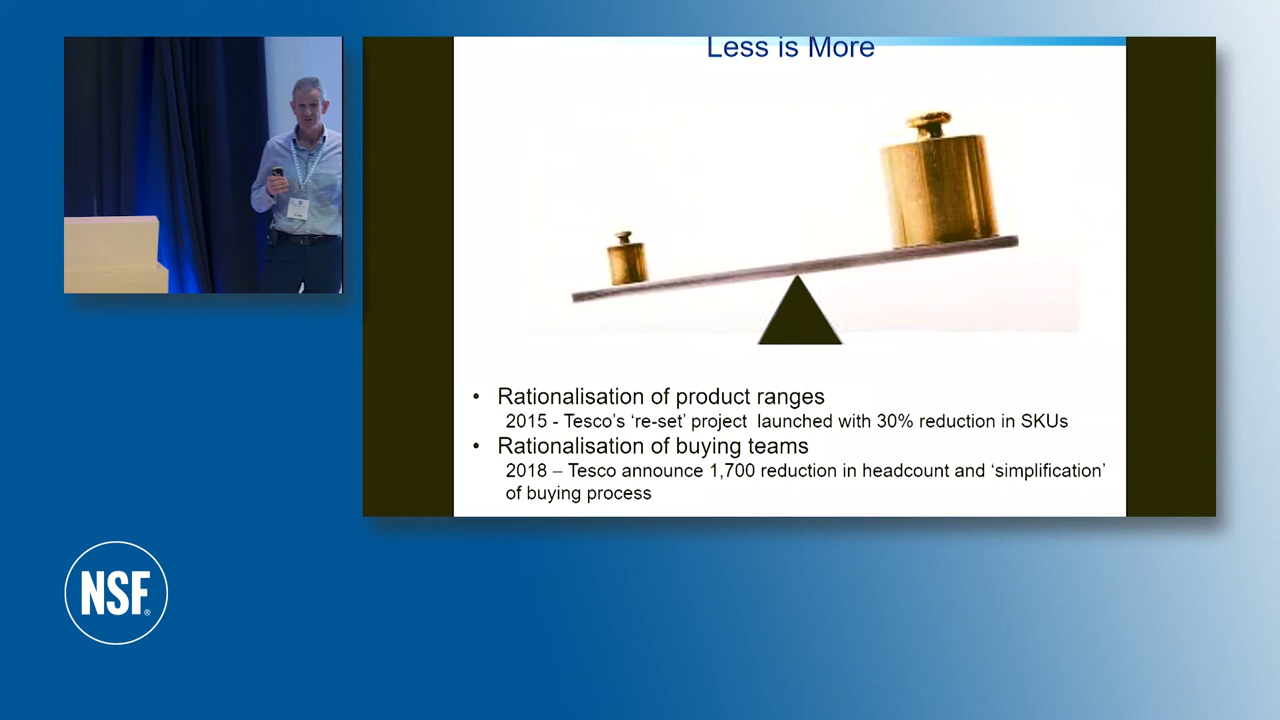 Less is More
• Rationalisation of product ranges
2015 - Tesco's ‘re-set’ project launched with 30% reduction in SKUs
• Rationalisation of buying teams
2018 – Tesco announce 1,700 reduction in headcount and ‘simplification’
of buying process
NSF®